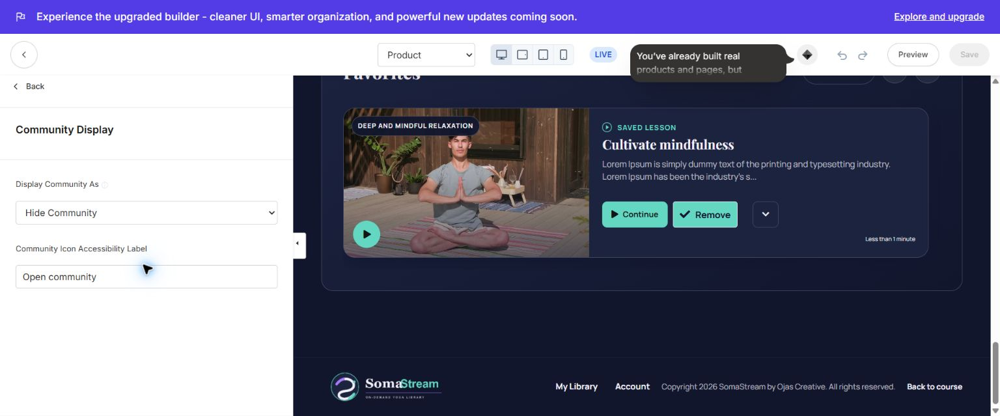 Experience the upgraded builder - cleaner UI, smarter organization, and powerful new updates coming soon.
Explore and upgrade
Product
LIVE
You've already built real
products and pages, but
Preview
Save
Back
Community Display
Display Community As
Hide Community
Community Icon Accessibility Label
Open community
Favorites
DEEP AND MINDFUL RELAXATION
SAVED LESSON
Cultivate mindfulness
Lorem Ipsum is simply dummy text of the printing and typesetting industry.
Lorem Ipsum has been the industry's s...
Continue
Remove
Less than 1 minute
SomaStream
ON-DEMAND YOGA LIBRARY
My Library
Account
Copyright 2026 SomaStream by Ojas Creative. All rights reserved.
Back to course